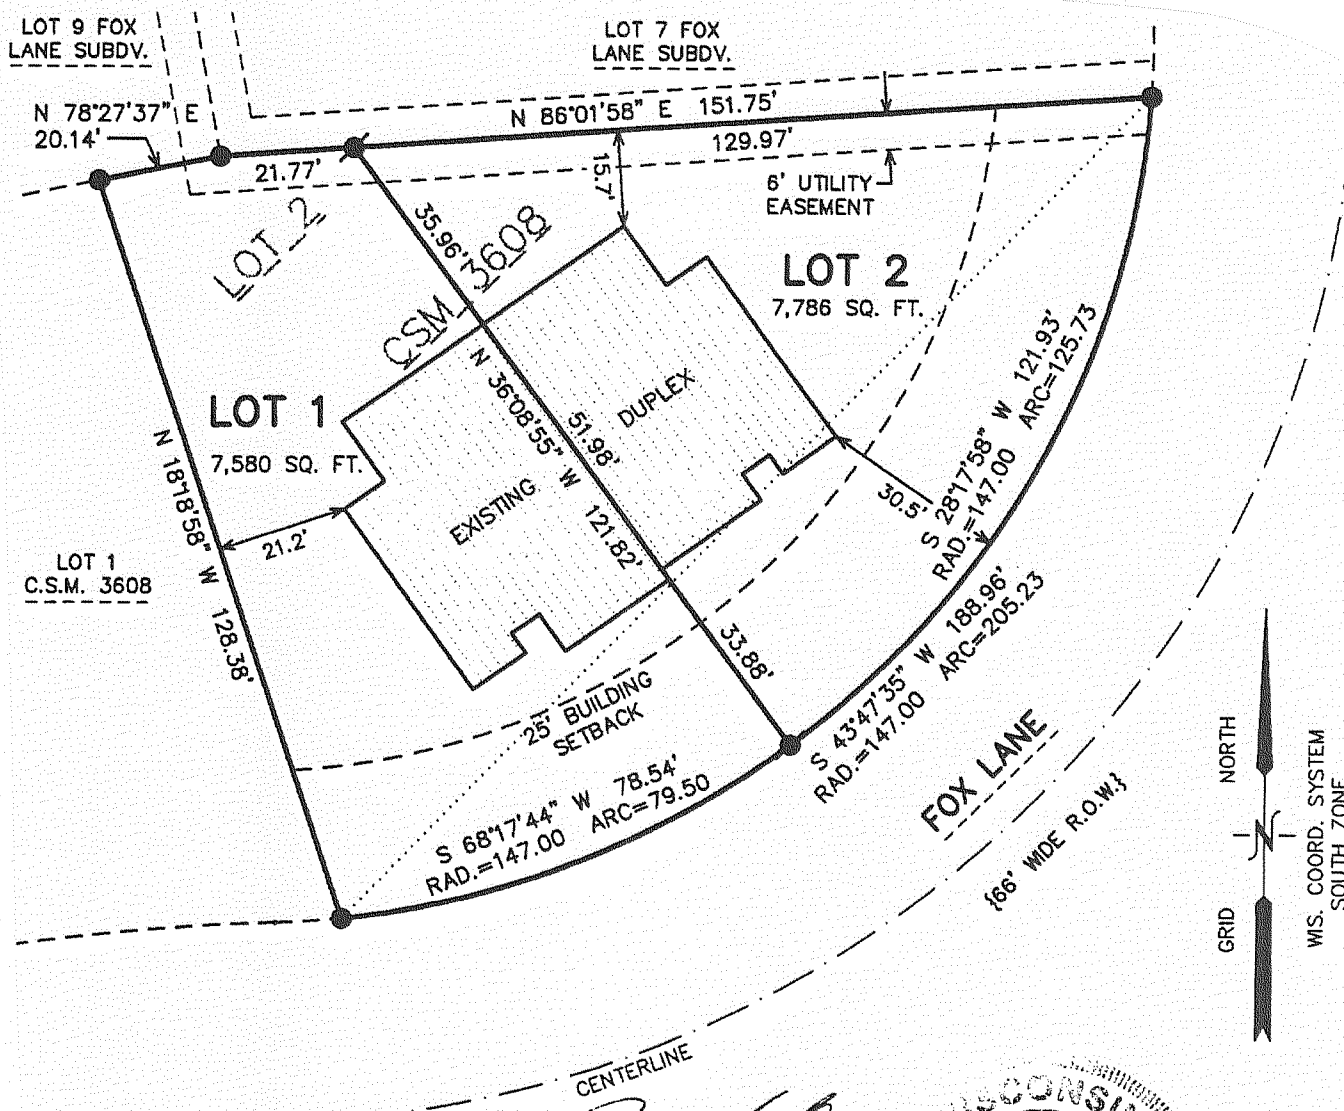 LOT 9 FOX
LANE SUBDV.
LOT 7 FOX
LANE SUBDV.
N 78°27'37" E
20.14'
N 86°01'58" E 151.75'
21.77'
129.97'
15.7'
6' UTILITY
EASEMENT
LOT 2
CSM 3608
35.96'
LOT 2
7,786 SQ. FT.
LOT 1
7,580 SQ. FT.
N 36°08'55" W 121.82'
51.98'
DUPLEX
EXISTING
N 18°18'58" W 128.38'
21.2'
30.5'
S 28°17'58" W 121.93'
RAD.=147.00 ARC=125.73
LOT 1
C.S.M. 3608
33.88'
25' BUILDING
SETBACK
S 43°47'35" W 188.96'
RAD.=147.00 ARC=205.23
S 68°17'44" W 78.54'
RAD.=147.00 ARC=79.50
FOX LANE
{66' WIDE R.O.W.}
CENTERLINE
GRID NORTH
N
WIS. COORD. SYSTEM
SOUTH ZONE